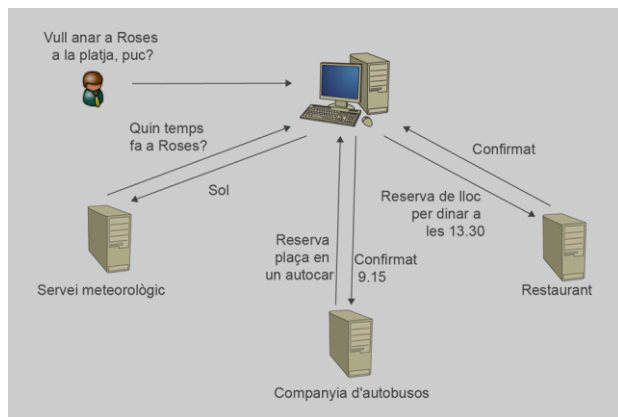 Vull anar a Roses
a la platja, puc?
Quin temps
fa a Roses?
Sol
Confirmat
Reserva de lloc
per dinar a
les 13.30
Reserva
plaça en
un autocar
Confirmat
9.15
Servei meteorològic
Restaurant
Companyia d'autobusos